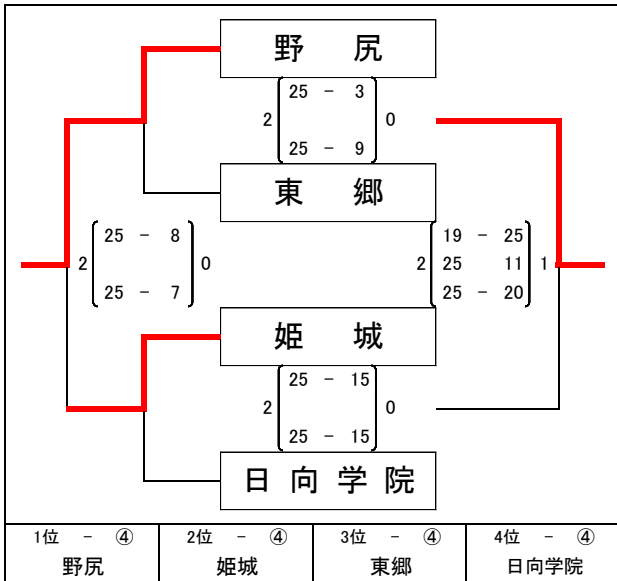 野 尻
25 - 3
2 0
25 - 9
東 郷
25 - 8
2 0
25 - 7
19 - 25
2 25 11 1
25 - 20
姫 城
25 - 15
2 0
25 - 15
日 向 学 院
1位 - ④ 2位 - ④ 3位 - ④ 4位 - ④
野尻 姫城 東郷 日向学院